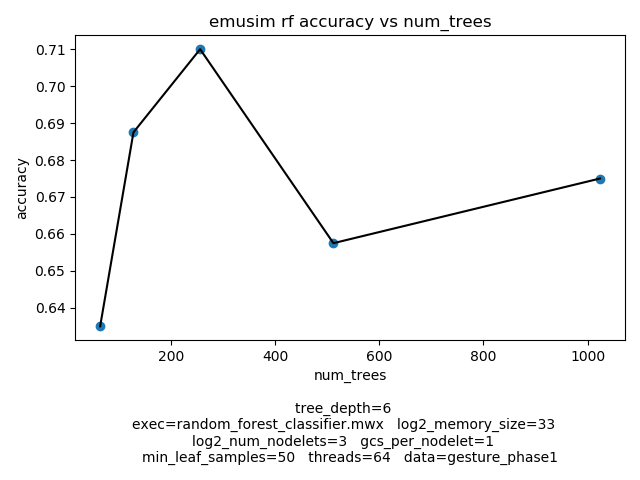 emusim rf accuracy vs num_trees
0.71
0.70
0.69
0.68
0.67
0.66
0.65
0.64
accuracy
200 400 600 800 1000
num_trees
tree_depth=6
exec=random_forest_classifier.mwx log2_memory_size=33
log2_num_nodelets=3 gcs_per_nodelet=1
min_leaf_samples=50 threads=64 data=gesture_phase1